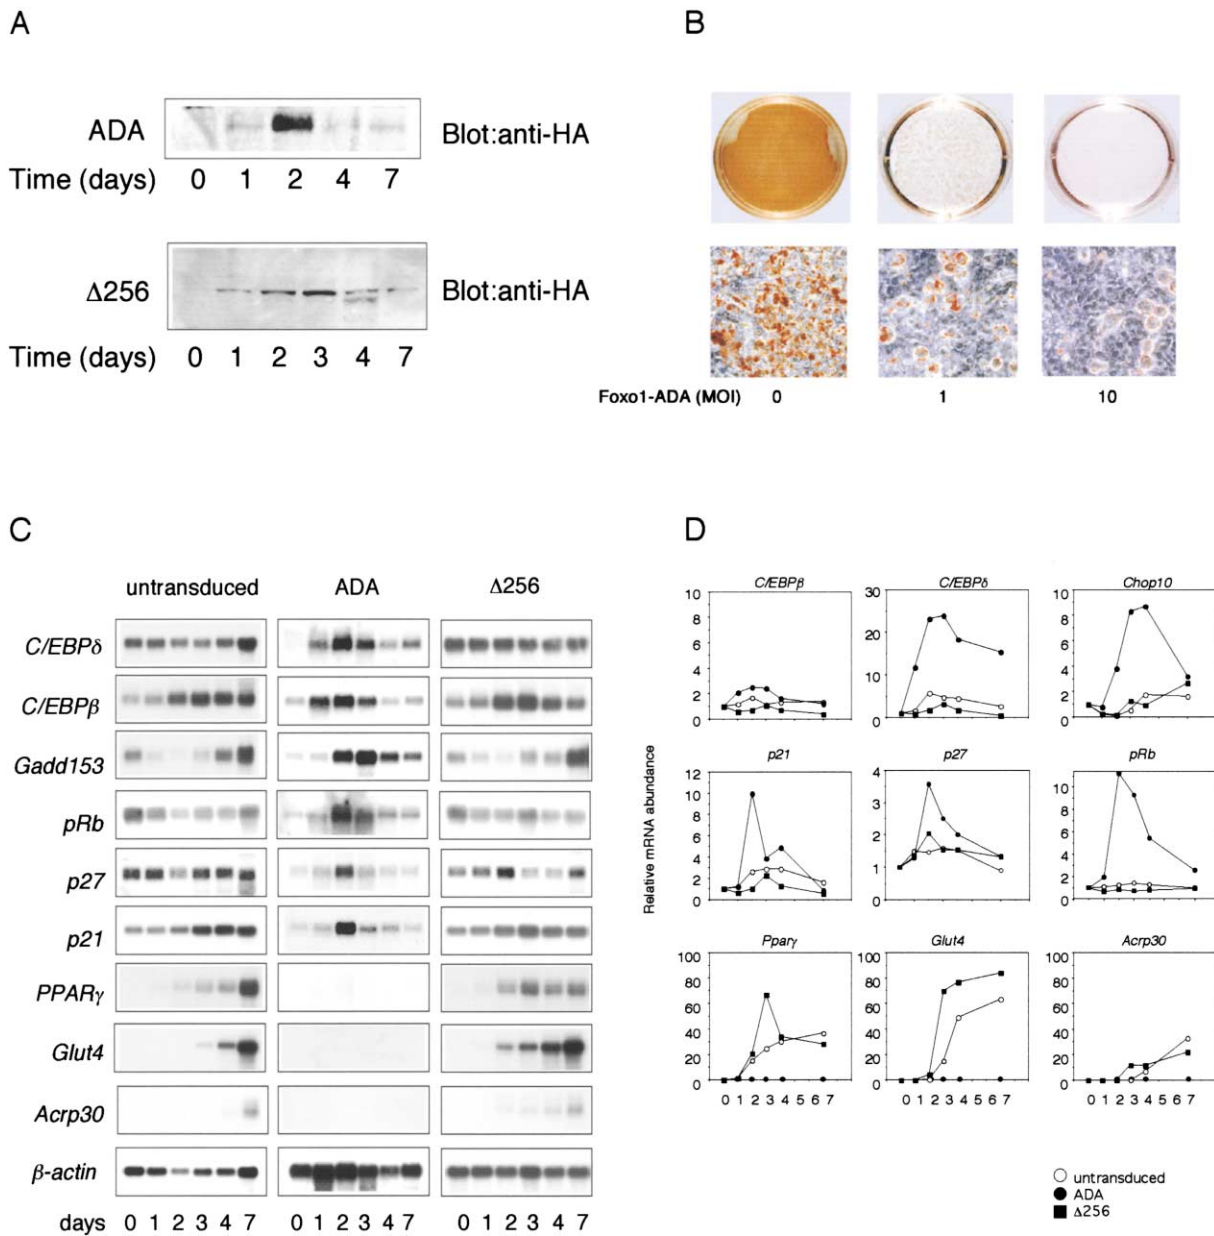 A
ADA
Blot:anti-HA
Time (days) 0 1 2 4 7
Δ256
Blot:anti-HA
Time (days) 0 1 2 3 4 7
B
Foxo1-ADA (MOI) 0 1 10
C
untransduced ADA Δ256
C/EBPδ
C/EBPβ
Gadd153
pRb
p27
p21
PPARγ
Glut4
Acrp30
β-actin
days 0 1 2 3 4 7 0 1 2 3 4 7 0 1 2 3 4 7
D
Relative mRNA abundance
C/EBPβ C/EBPδ Chop10
10 8 6 4 2 0
30 20 10 0
10 8 6 4 2 0
p21 p27 pRb
12 10 8 6 4 2 0
4 3 2 1 0
10 8 6 4 2 0
Pparγ Glut4 Acrp30
100 80 60 40 20 0
100 80 60 40 20 0
100 80 60 40 20 0
0 1 2 3 4 5 6 7 0 1 2 3 4 5 6 7 0 1 2 3 4 5 6 7
untransduced
ADA
Δ256